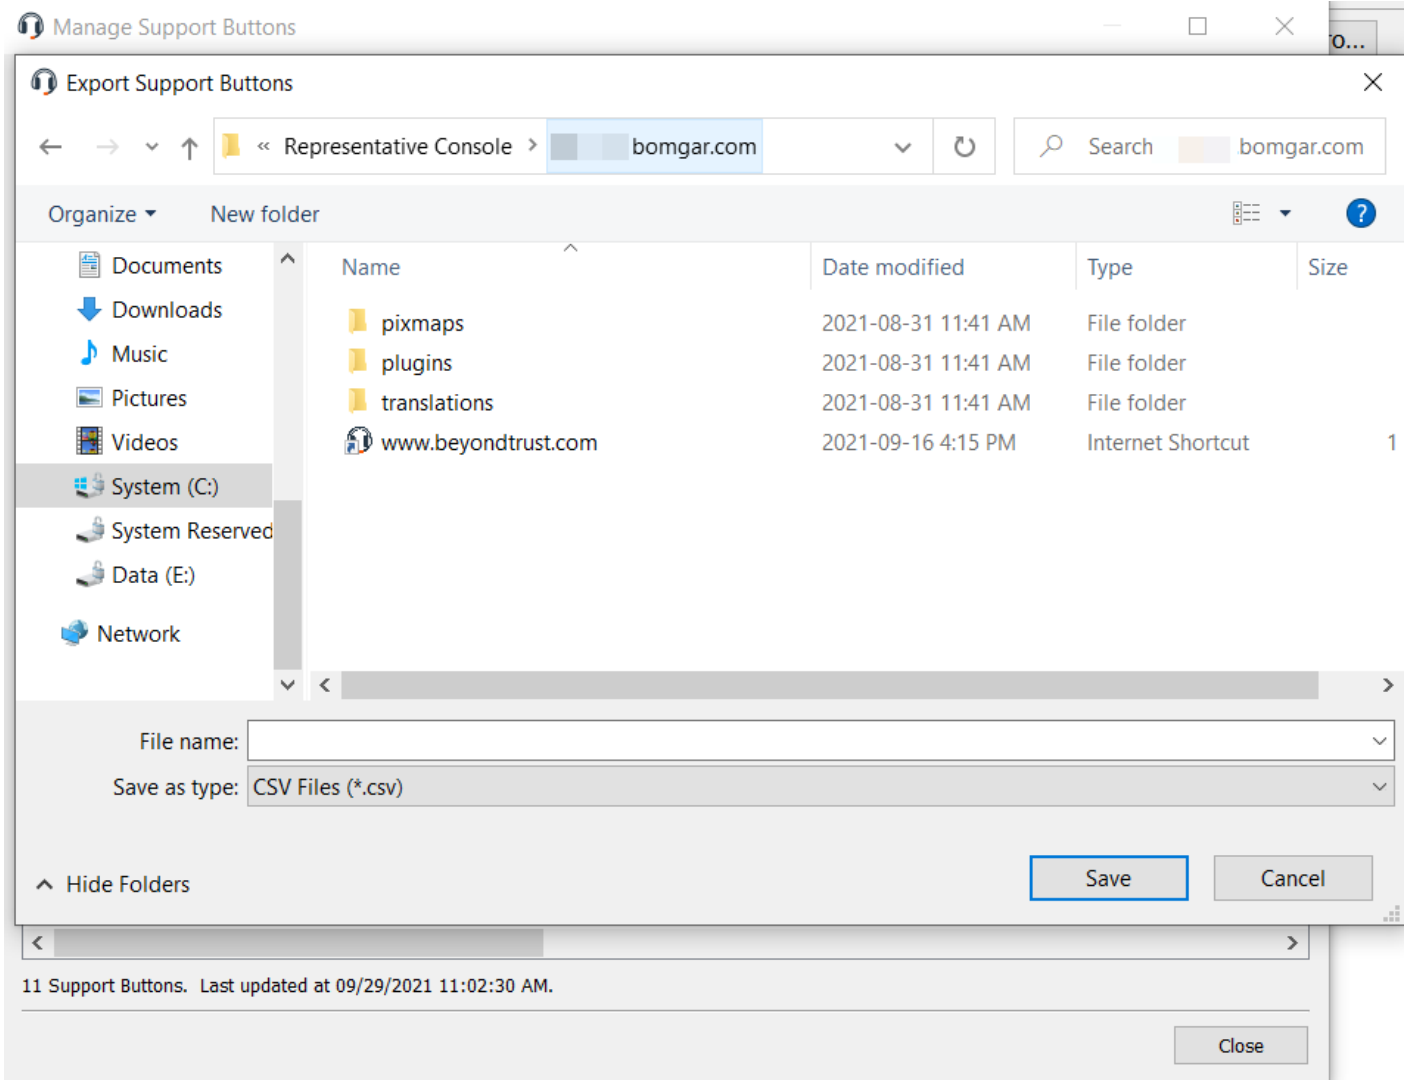 Manage Support Buttons
ro...
Export Support Buttons
« Representative Console > bomgar.com
Search bomgar.com
Organize New folder
?
Name Date modified Type Size
Documents
Downloads
Music
Pictures
Videos
System (C:)
System Reserved
Data (E:)
Network
pixmaps 2021-08-31 11:41 AM File folder
plugins 2021-08-31 11:41 AM File folder
translations 2021-08-31 11:41 AM File folder
www.beyondtrust.com 2021-09-16 4:15 PM Internet Shortcut 1
File name:
Save as type: CSV Files (*.csv)
Hide Folders
Save Cancel
11 Support Buttons. Last updated at 09/29/2021 11:02:30 AM.
Close